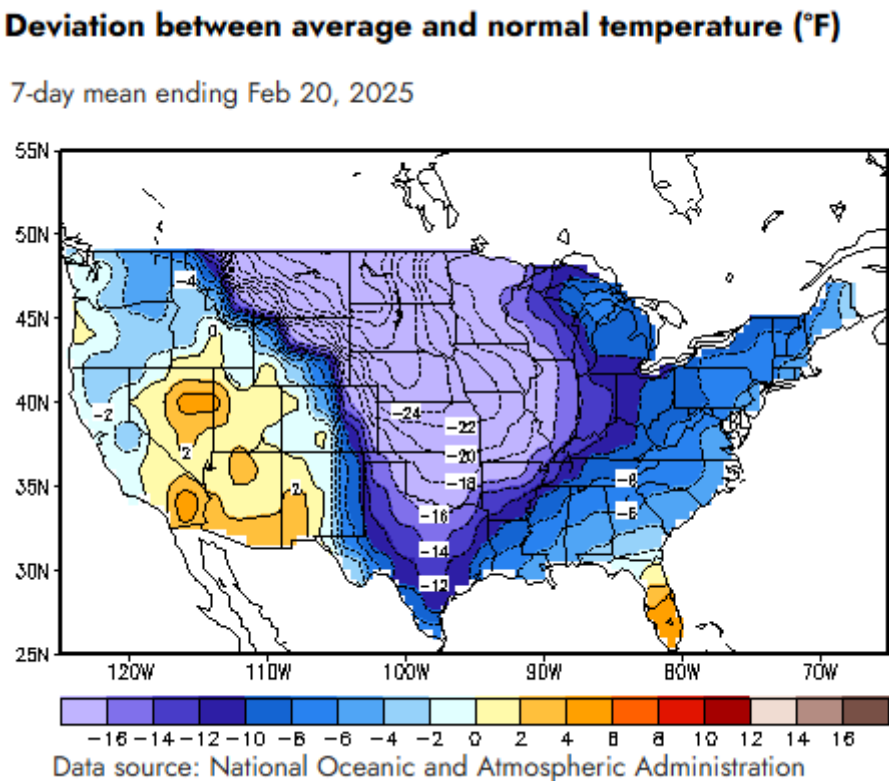 Deviation between average and normal temperature (°F)
7-day mean ending Feb 20, 2025
55N
50N
45N
40N
35N
30N
25N
-4
0
-2
2
2
-24
-22
-20
-18
-16
-14
-12
-8
-6
120W 110W 100W 90W 80W 70W
-16 -14 -12 -10 -8 -6 -4 -2 0 2 4 6 8 10 12 14 16
Data source: National Oceanic and Atmospheric Administration